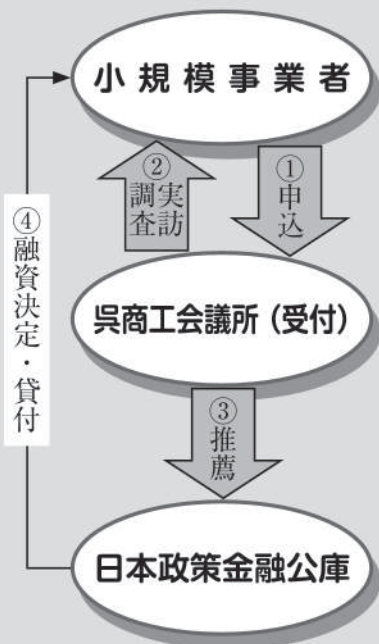 小規模事業者
②実訪
調査
①申込
呉商工会議所（受付）
③推薦
④融資決定・貸付
日本政策金融公庫